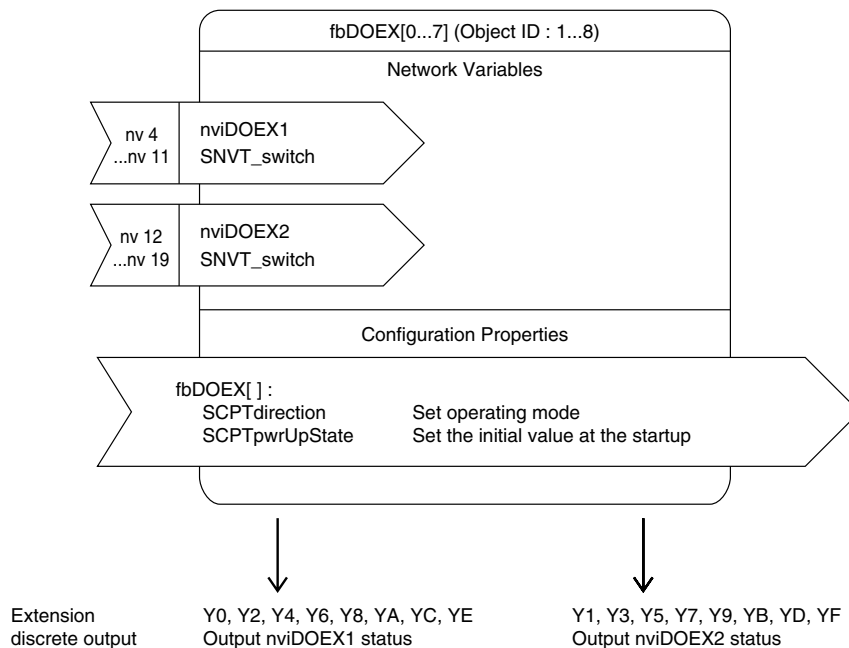 fbDOEX[0...7] (Object ID : 1...8)
Network Variables
nv 4
...nv 11
nviDOEX1
SNVT_switch
nv 12
...nv 19
nviDOEX2
SNVT_switch
Configuration Properties
fbDOEX[ ] :
SCPTdirection Set operating mode
SCPTpwrUpState Set the initial value at the startup
Extension
discrete output
Y0, Y2, Y4, Y6, Y8, YA, YC, YE
Output nviDOEX1 status
Y1, Y3, Y5, Y7, Y9, YB, YD, YF
Output nviDOEX2 status